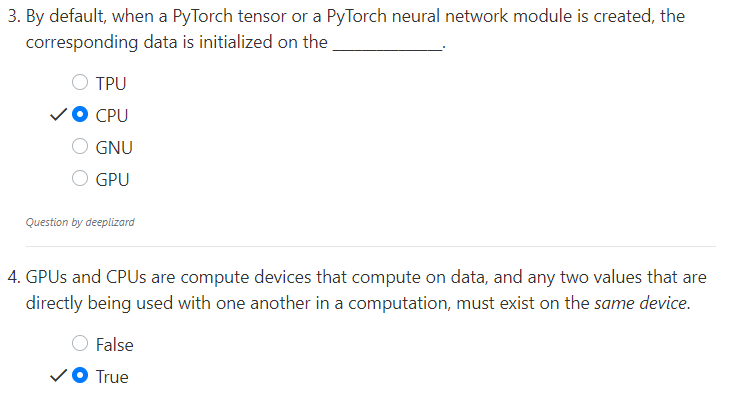 3. By default, when a PyTorch tensor or a PyTorch neural network module is created, the
corresponding data is initialized on the ______________.
TPU
CPU
GNU
GPU
Question by deeplizard
4. GPUs and CPUs are compute devices that compute on data, and any two values that are
directly being used with one another in a computation, must exist on the same device.
False
True